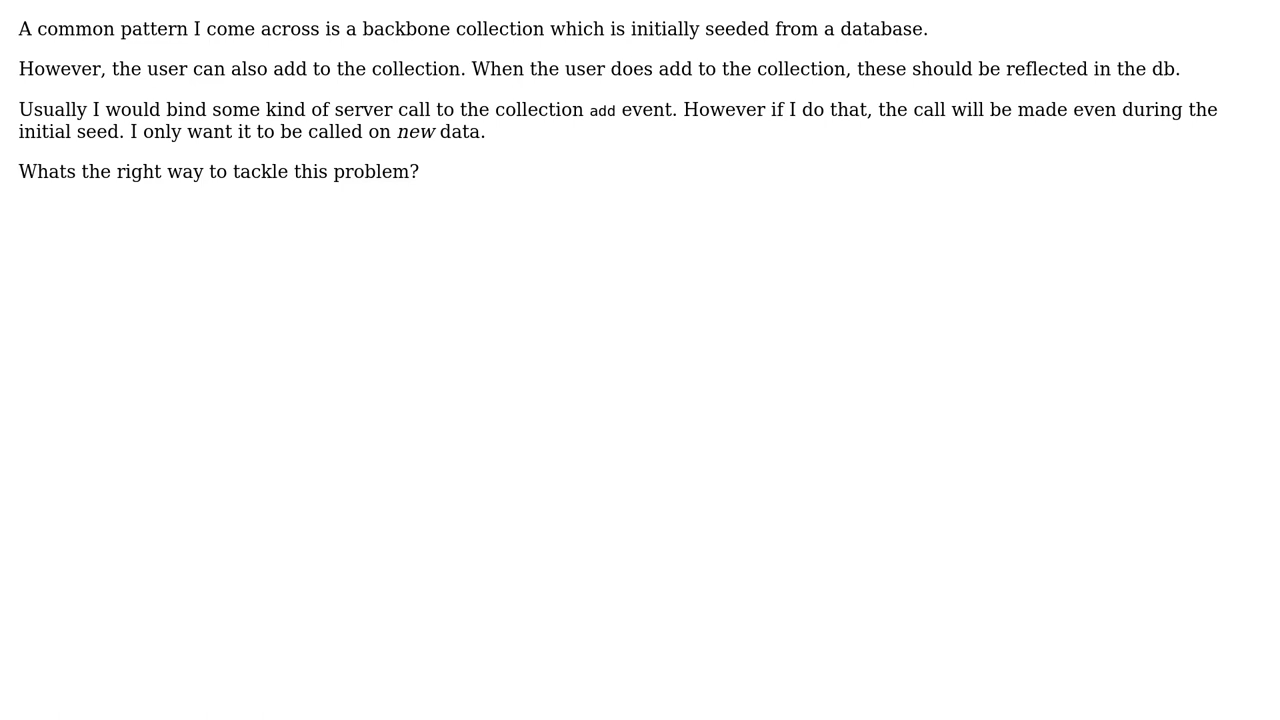 A common pattern I come across is a backbone collection which is initially seeded from a database.
However, the user can also add to the collection. When the user does add to the collection, these should be reflected in the db.
Usually I would bind some kind of server call to the collection add event. However if I do that, the call will be made even during the
initial seed. I only want it to be called on new data.
Whats the right way to tackle this problem?